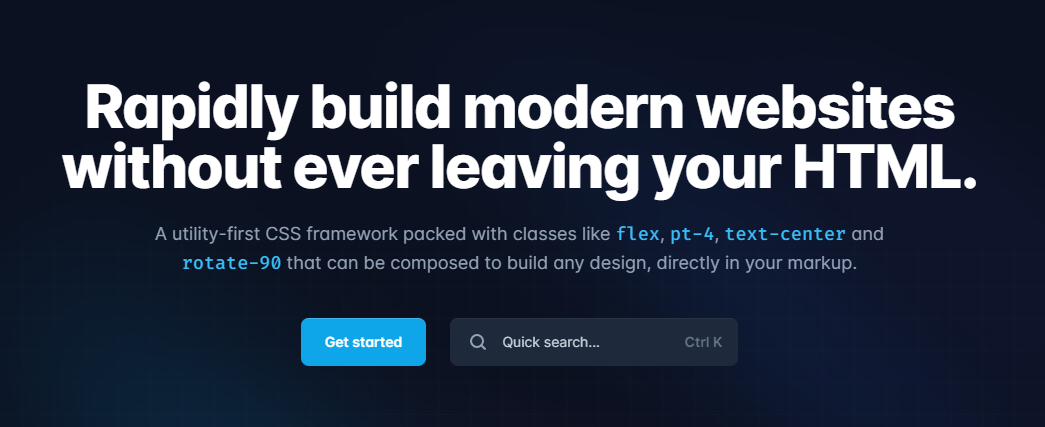 Rapidly build modern websites
without ever leaving your HTML.
A utility-first CSS framework packed with classes like flex, pt-4, text-center and
rotate-90 that can be composed to build any design, directly in your markup.
Get started
Quick search...
Ctrl K